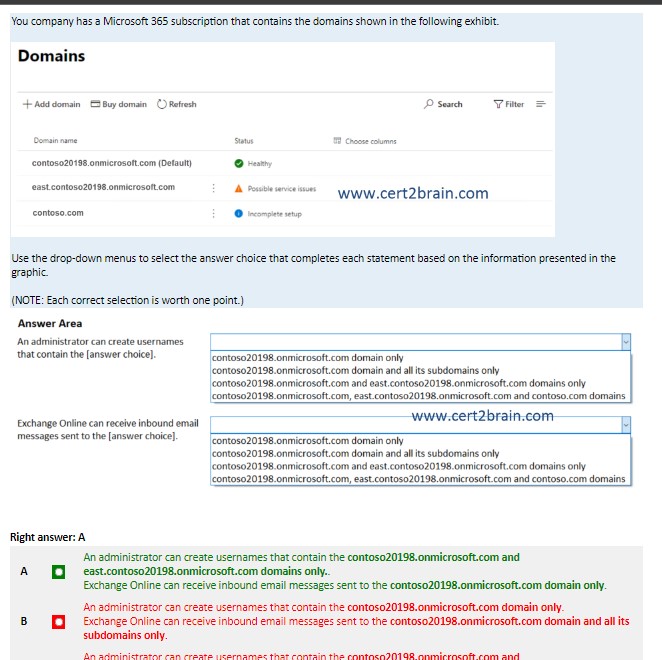 You company has a Microsoft 365 subscription that contains the domains shown in the following exhibit.
Domains
Add domain Buy domain Refresh Search Filter
Domain name Status Choose columns
contoso20198.onmicrosoft.com (Default) Healthy
east.contoso20198.onmicrosoft.com Possible service issues
www.cert2brain.com
contoso.com Incomplete setup
Use the drop-down menus to select the answer choice that completes each statement based on the information presented in the
graphic.
(NOTE: Each correct selection is worth one point.)
Answer Area
An administrator can create usernames
that contain the [answer choice].
contoso20198.onmicrosoft.com domain only
contoso20198.onmicrosoft.com domain and all its subdomains only
contoso20198.onmicrosoft.com and east.contoso20198.onmicrosoft.com domains only
contoso20198.onmicrosoft.com, east.contoso20198.onmicrosoft.com and contoso.com domains
www.cert2brain.com
Exchange Online can receive inbound email
messages sent to the [answer choice].
contoso20198.onmicrosoft.com domain only
contoso20198.onmicrosoft.com domain and all its subdomains only
contoso20198.onmicrosoft.com and east.contoso20198.onmicrosoft.com domains only
contoso20198.onmicrosoft.com, east.contoso20198.onmicrosoft.com and contoso.com domains
Right answer: A
An administrator can create usernames that contain the contoso20198.onmicrosoft.com and
A east.contoso20198.onmicrosoft.com domains only..
Exchange Online can receive inbound email messages sent to the contoso20198.onmicrosoft.com domain only.
An administrator can create usernames that contain the contoso20198.onmicrosoft.com domain only.
B Exchange Online can receive inbound email messages sent to the contoso20198.onmicrosoft.com domain and all its
subdomains only.
An administrator can create usernames that contain the contoso20198.onmicrosoft.com and